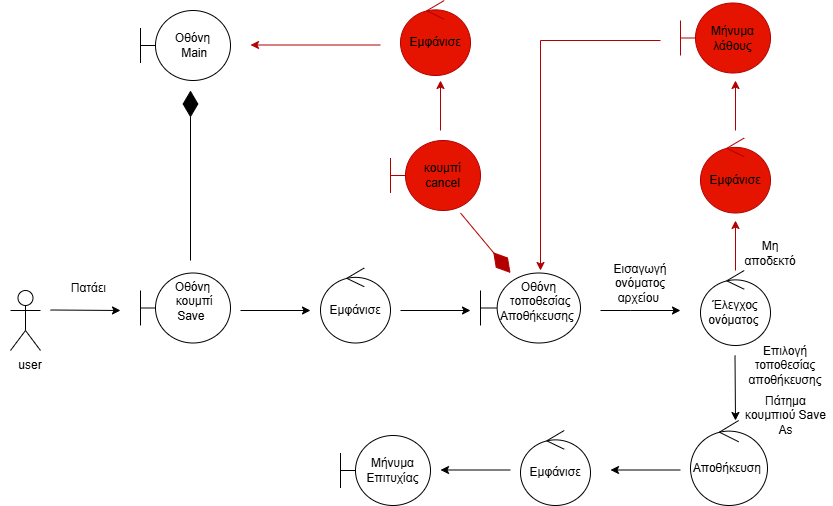 Οθόνη
Main
Εμφάνισε
Μήνυμα
λάθους
κουμπί
cancel
Εμφάνισε
Μη
αποδεκτό
Πατάει
user
Οθόνη
κουμπί
Save
Εμφάνισε
Οθόνη
τοποθεσίας
Αποθήκευσης
Εισαγωγή
ονόματος
αρχείου
Έλεγχος
ονόματος
Επιλογή
τοποθεσίας
αποθήκευσης
Πάτημα
κουμπιού Save
As
Μήνυμα
Επιτυχίας
Εμφάνισε
Αποθήκευση